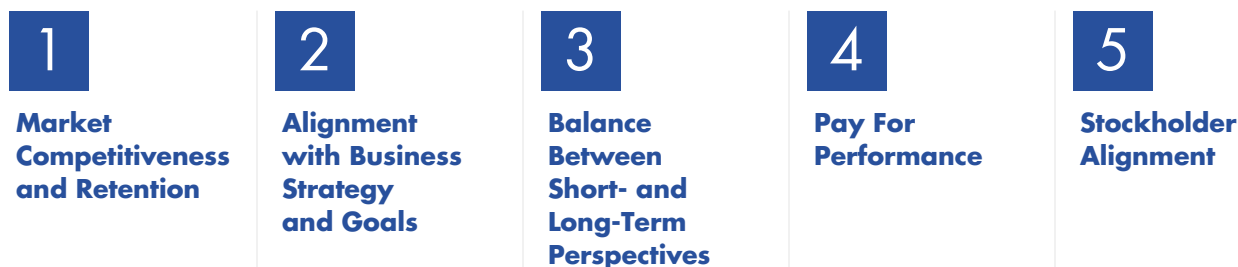 1
Market
Competitiveness
and Retention
2
Alignment
with Business
Strategy
and Goals
3
Balance
Between
Short- and
Long-Term
Perspectives
4
Pay For
Performance
5
Stockholder
Alignment